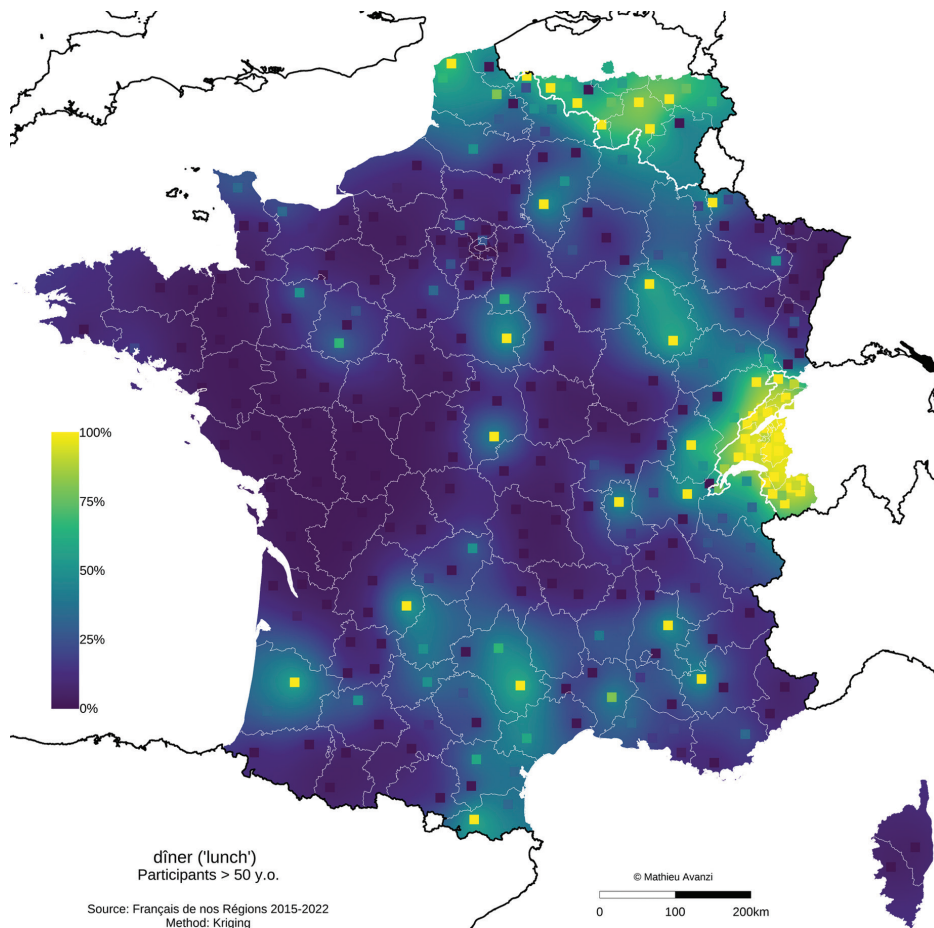 100%
75%
50%
25%
0%
dîner ('lunch')
Participants > 50 y.o.
Source: Français de nos Régions 2015-2022
Method: Kriging
© Mathieu Avanzi
0 100 200km